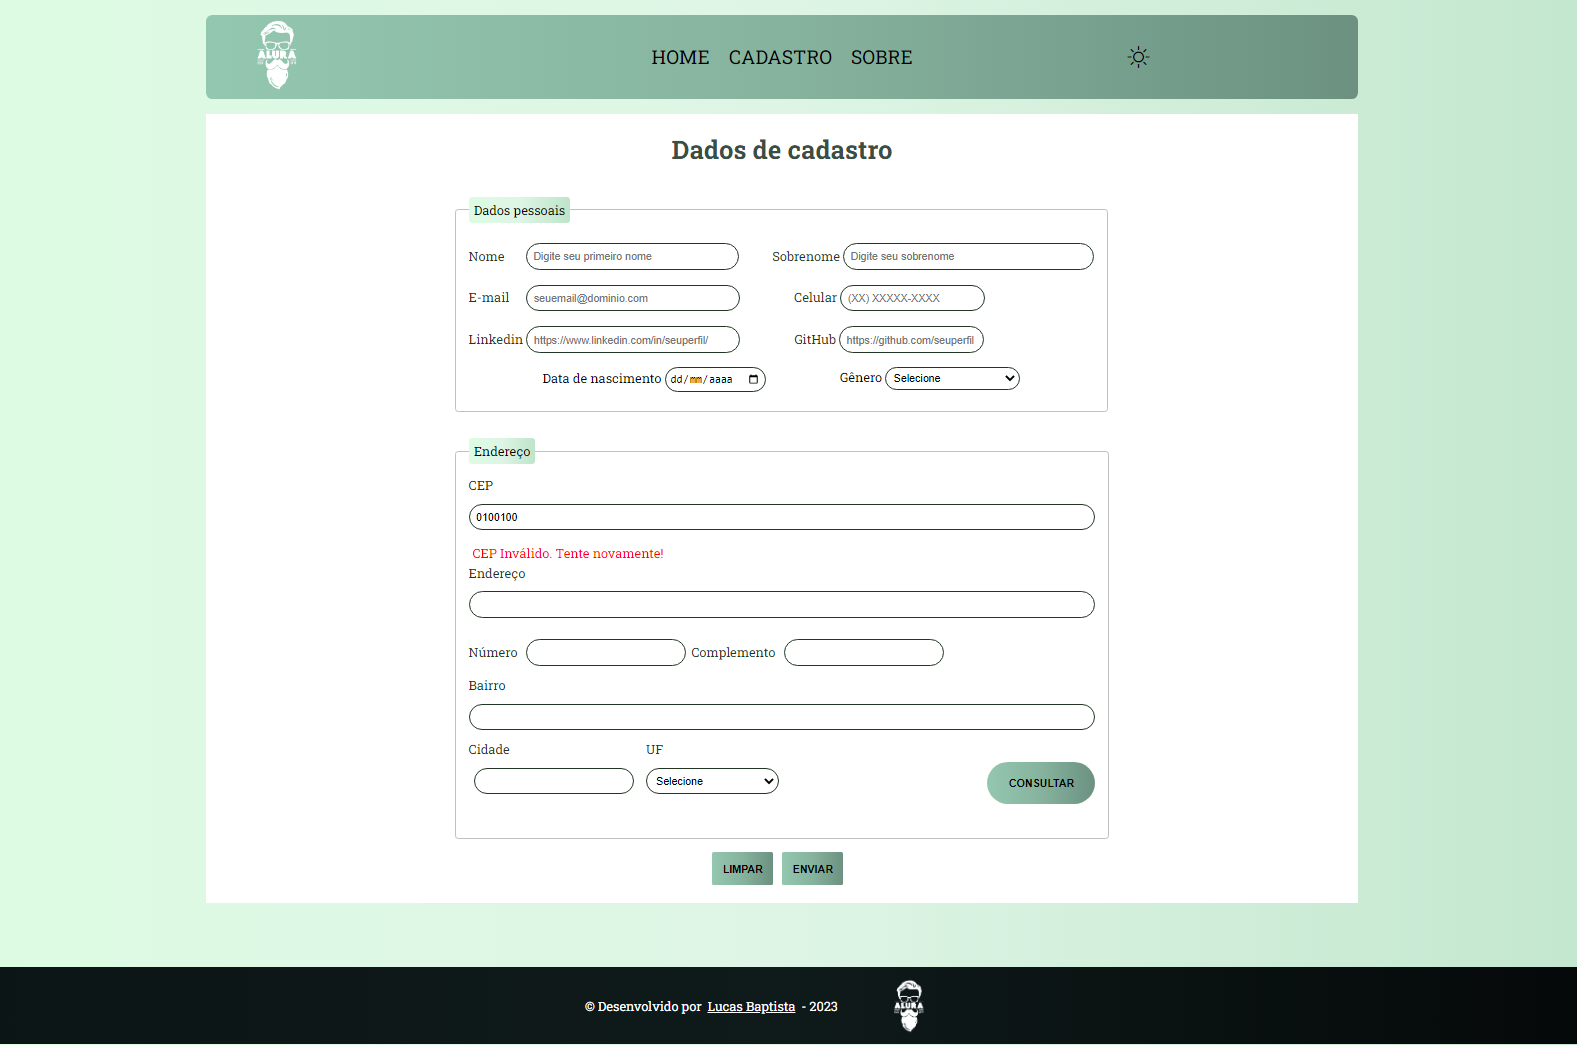 ALURA
HOME CADASTRO SOBRE
Dados de cadastro
Dados pessoais
Nome Digite seu primeiro nome Sobrenome Digite seu sobrenome
E-mail seuemail@dominio.com Celular (XX) XXXXX-XXXX
Linkedin https://www.linkedin.com/in/seuperfil/ GitHub https://github.com/seuperfil
Data de nascimento dd/mm/aaaa Gênero Selecione
Endereço
CEP
0100100
CEP Inválido. Tente novamente!
Endereço
Número Complemento
Bairro
Cidade UF
Selecione CONSULTAR
LIMPAR ENVIAR
© Desenvolvido por Lucas Baptista - 2023 ALURA